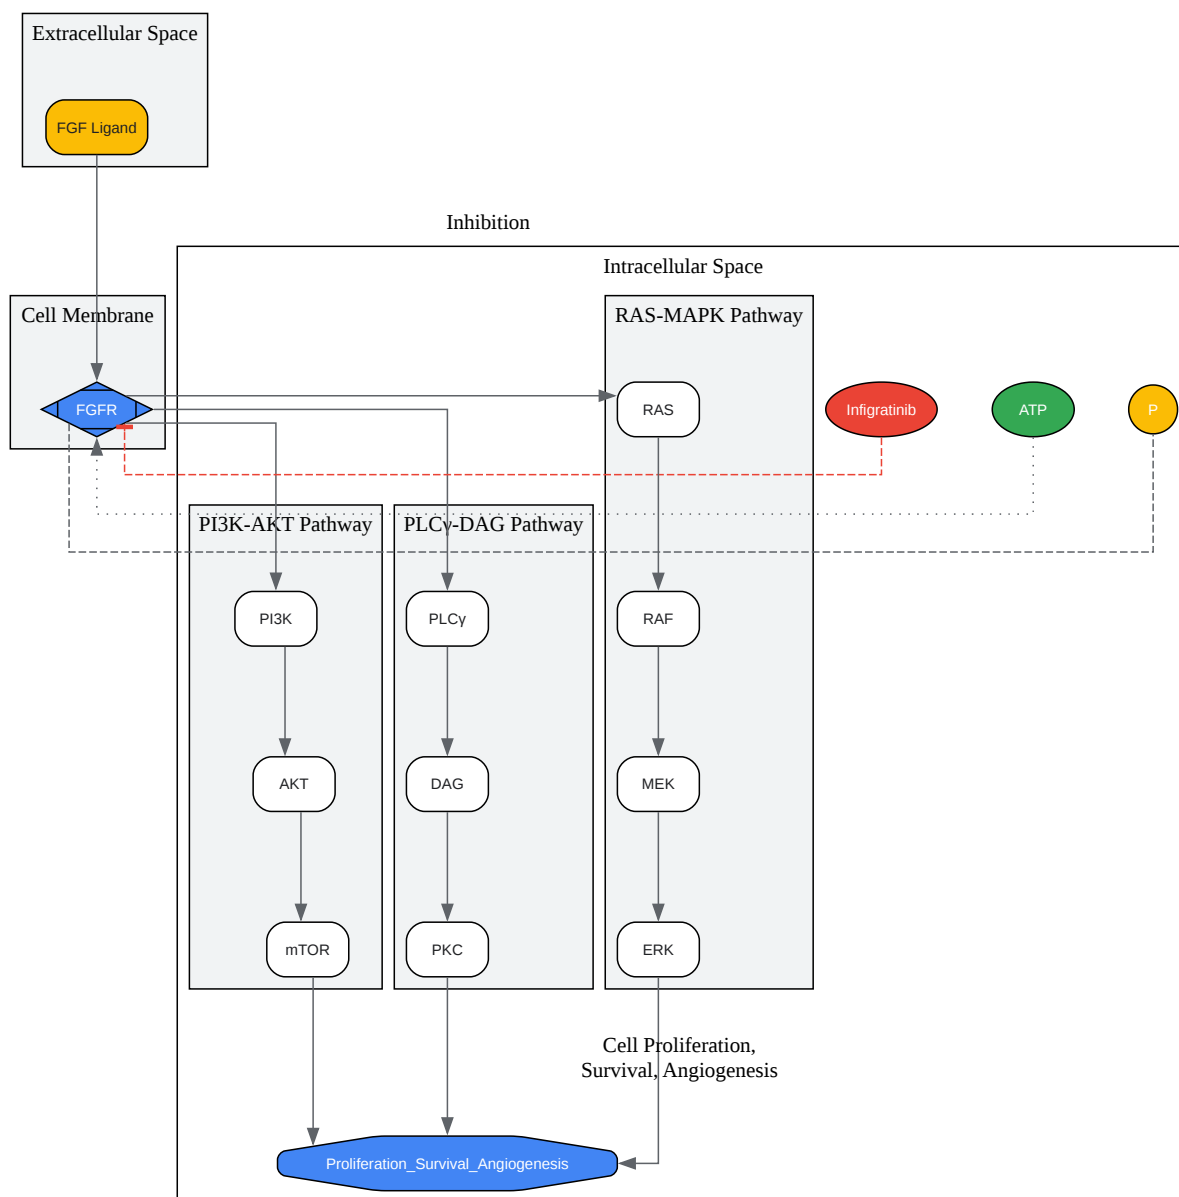 Extracellular Space
FGF Ligand
Inhibition
Intracellular Space
Cell Membrane
RAS-MAPK Pathway
FGFR
RAS
Infigratinib
ATP
P
PI3K-AKT Pathway
PLCγ-DAG Pathway
PI3K
PLCγ
RAF
AKT
DAG
MEK
mTOR
PKC
ERK
Cell Proliferation,
Survival, Angiogenesis
Proliferation_Survival_Angiogenesis